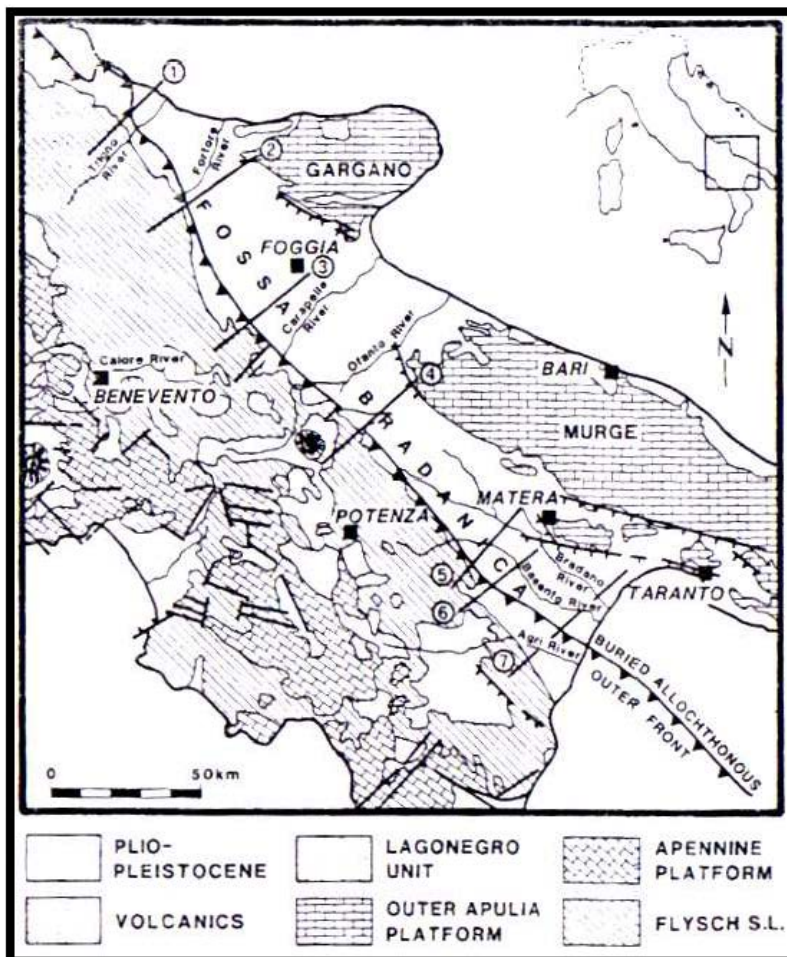 1
Trigno
River
Fortore
River
2
GARGANO
FOSSA
FOGGIA
3
Carapelle
River
Ofanto River
Calore River
BENEVENTO
4
BARI
MURGE
BRADANICA
N
POTENZA
MATERA
5
6
Bradano
River
Basento River
TARANTO
Agri River
7
BURIED ALLOCHTHONOUS
OUTER FRONT
0
50km
PLIO-
PLEISTOCENE
LAGONEGRO
UNIT
APENNINE
PLATFORM
VOLCANICS
OUTER APULIA
PLATFORM
FLYSCH S.L.